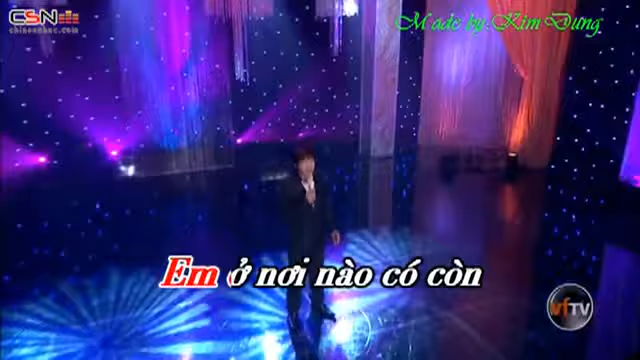 CSN
chiasenhac.com
Made by: Kim Dung
Em ở nơi nào có còn
vfTV